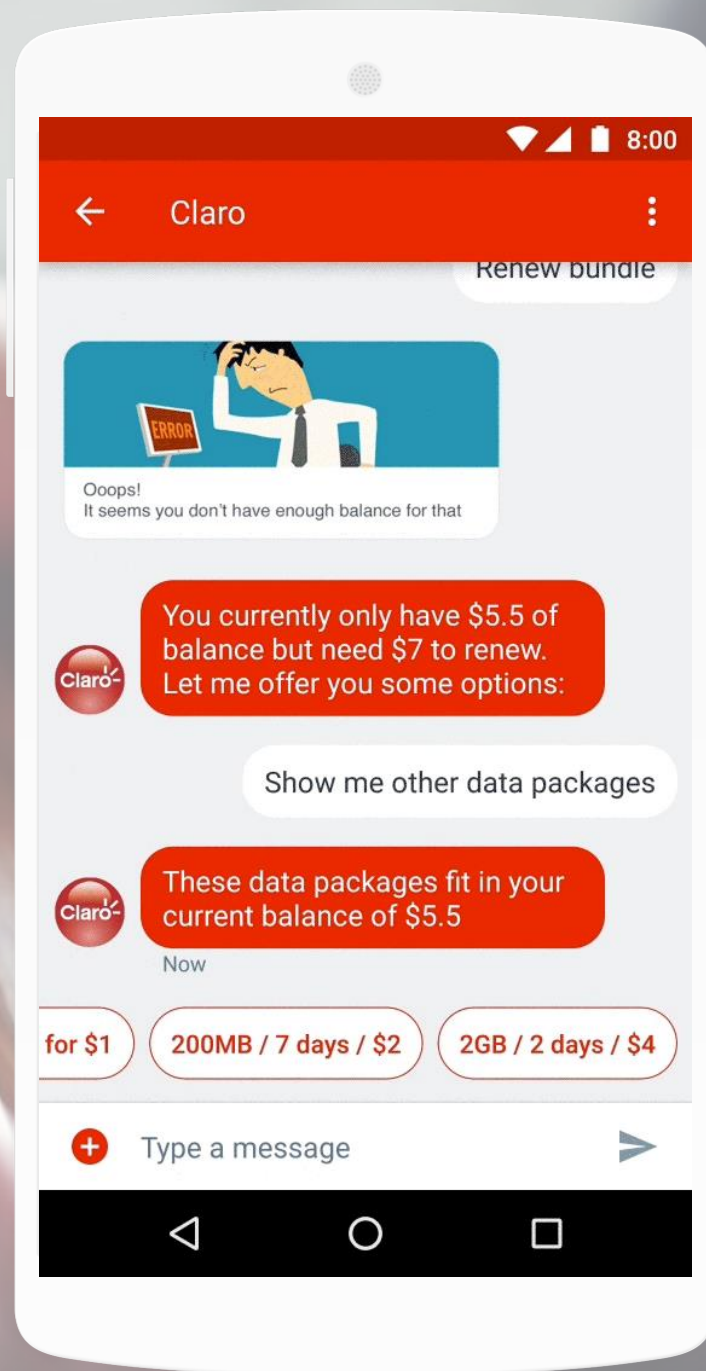 8:00
Claro
Renew bundle
ERROR
Ooops!
It seems you don't have enough balance for that
You currently only have $5.5 of
balance but need $7 to renew.
Let me offer you some options:
Claro
Show me other data packages
These data packages fit in your
current balance of $5.5
Claro
Now
for $1
200MB / 7 days / $2
2GB / 2 days / $4
Type a message